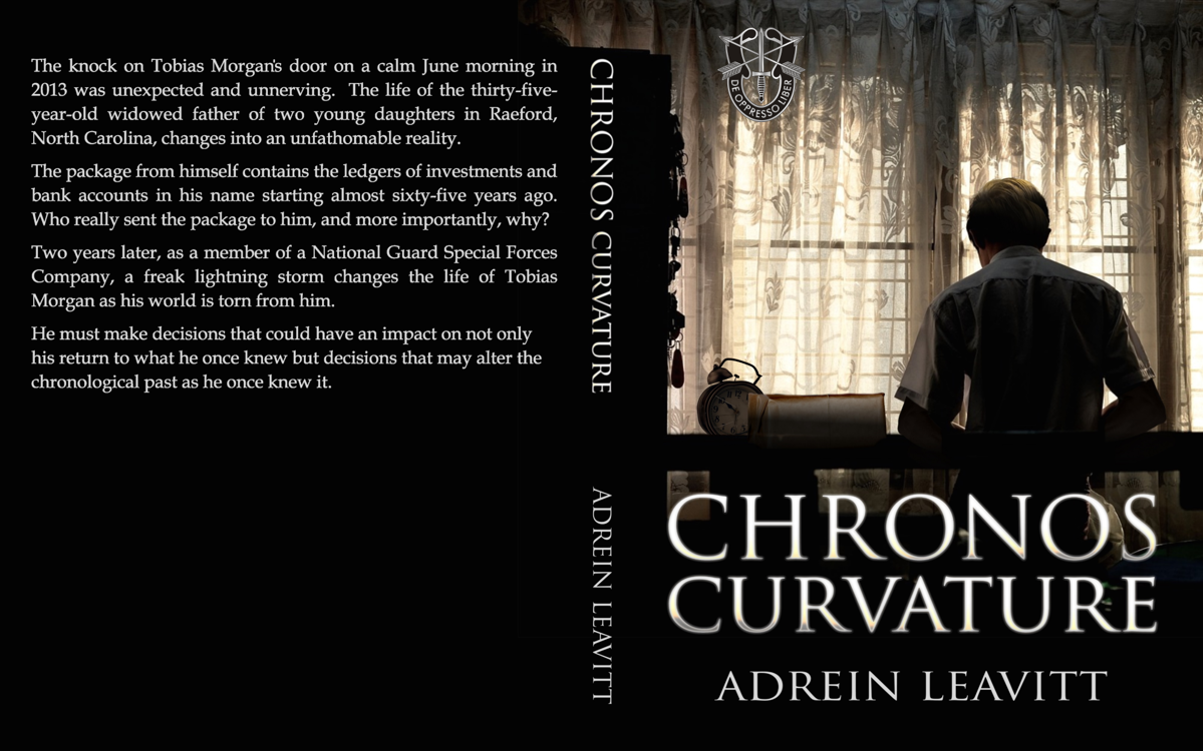 The knock on Tobias Morgan's door on a calm June morning in
2013 was unexpected and unnerving. The life of the thirty-five-
year-old widowed father of two young daughters in Raeford,
North Carolina, changes into an unfathomable reality.
The package from himself contains the ledgers of investments and
bank accounts in his name starting almost sixty-five years ago.
Who really sent the package to him, and more importantly, why?
Two years later, as a member of a National Guard Special Forces
Company, a freak lightning storm changes the life of Tobias
Morgan as his world is torn from him.
He must make decisions that could have an impact on not only
his return to what he once knew but decisions that may alter the
chronological past as he once knew it.
CHRONOS CURVATURE
ADREIN LEAVITT
DE OPPRESSO LIBER
CHRONOS
CURVATURE
ADREIN LEAVITT